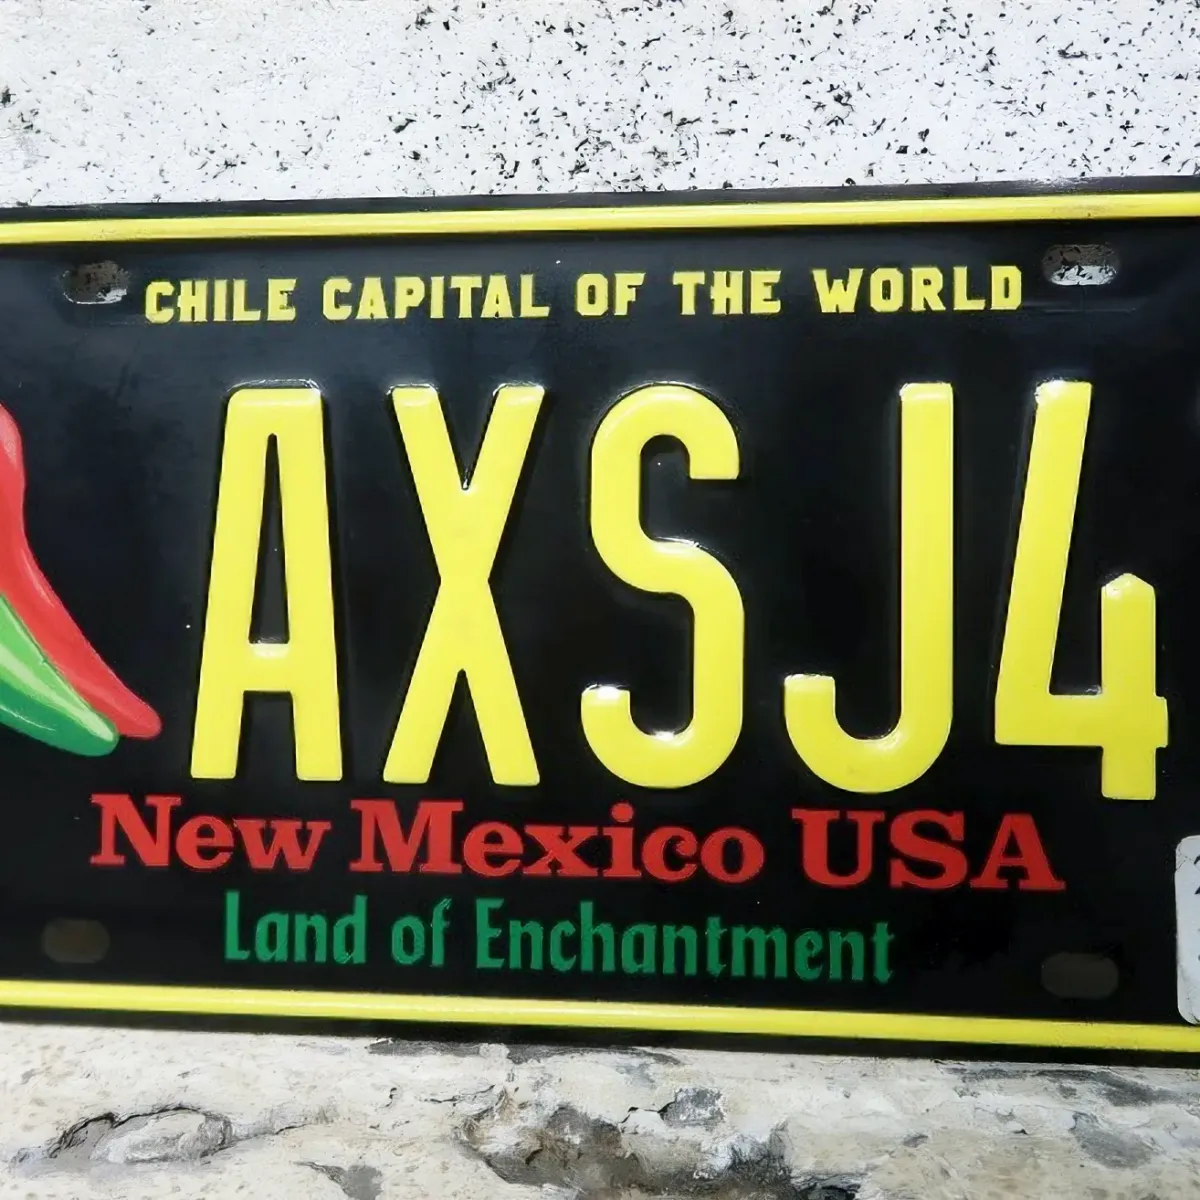 CHILE CAPITAL OF THE WORLD
AXSJ4
New Mexico USA
Land of Enchantment